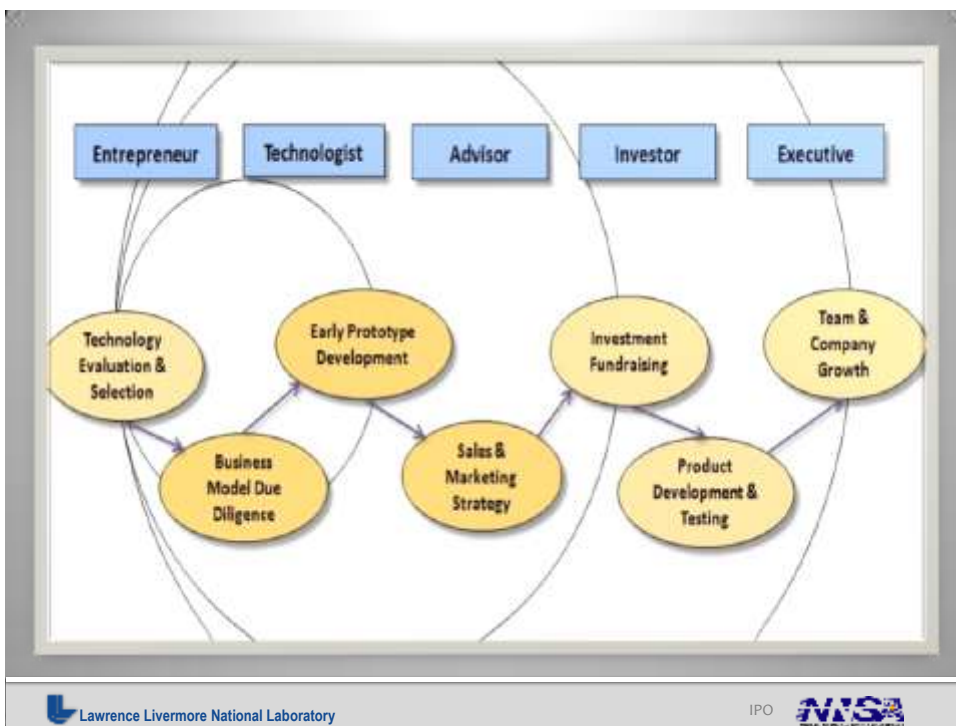 Entrepreneur
Technologist
Advisor
Investor
Executive
Technology
Evaluation &
Selection
Business
Model Due
Diligence
Early Prototype
Development
Sales &
Marketing
Strategy
Investment
Fundraising
Product
Development &
Testing
Team &
Company
Growth
Lawrence Livermore National Laboratory
IPO
NNSA